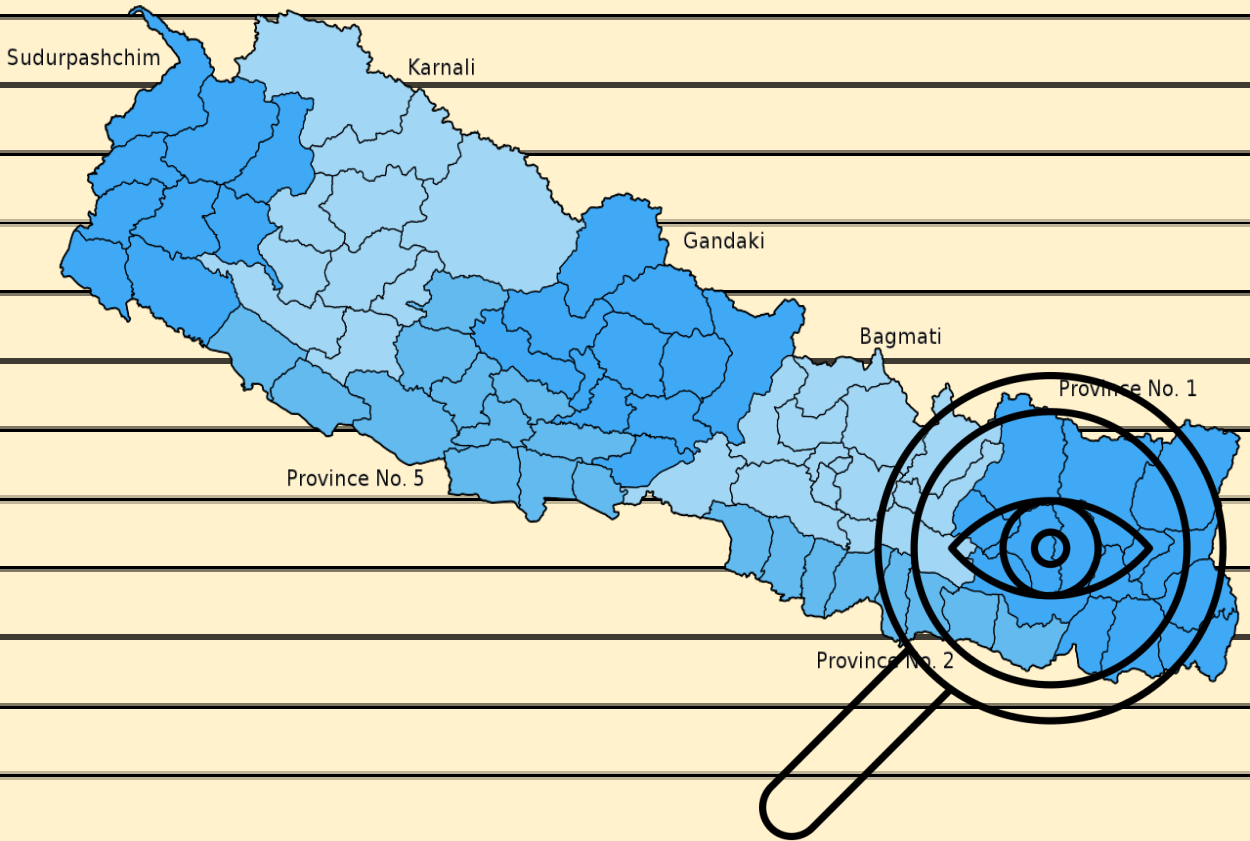 Sudurpashchim
Karnali
Gandaki
Bagmati
Province No. 1
Province No. 5
Province No. 2